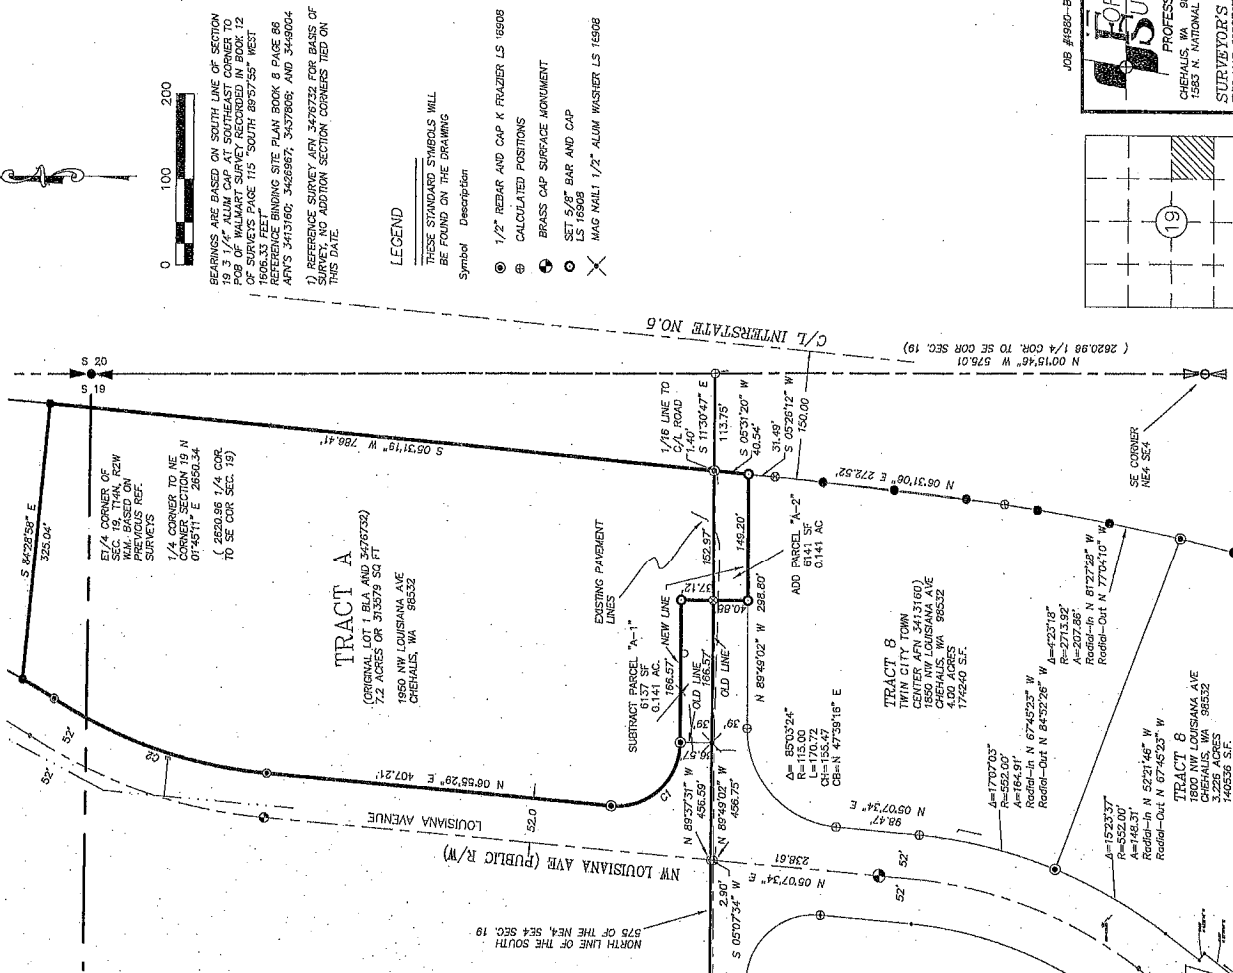 0 100 200
BEARINGS ARE BASED ON SOUTH LINE OF SECTION
19 3 1/4" ALUM CAP AT SOUTHEAST CORNER TO
POB OF WALMART SURVEY RECORDED IN BOOK 12
OF SURVEYS PAGE 115 SOUTH 89°57'55" WEST
1606.33 FEET
REFERENCE BINDING SITE PLAN BOOK 8 PAGE 86
AFN'S 3413160; 3426967; 3437806; AND 3449004
1) REFERENCE SURVEY AFN 3476732 FOR BASIS OF
SURVEY, NO ADDTION SECTION CORNERS TIED ON
THIS DATE.
LEGEND
THESE STANDARD SYMBOLS WILL
BE FOUND ON THE DRAWING
Symbol Description
1/2" REBAR AND CAP K FRAZIER LS 16908
CALCULATED POSITIONS
BRASS CAP SURFACE MONUMENT
SET 5/8" BAR AND CAP
LS 16908
MAG NAIL1 1/2" ALUM WASHER LS 16908
JOB #4980-B
PROFESS
CHEHALIS, WA 9
1583 N. NATIONAL
SURVEYOR'S
19
C/L INTERSTATE NO.5
N 00°15'46" W 576.01
( 2620.96 1/4 COR. TO SE COR SEC. 19)
SE CORNER
NE4 SE4
S 20
S 19
S 84°28'58" E
325.04'
E1/4 CORNER OF
SEC. 19, T14N, R2W
W.M. BASED ON
PREVIOUS REF.
SURVEYS
1/4 CORNER TO NE
CORNER SECTION 19 N
01°45'11" E 2650.34
( 2620.96 1/4 COR.
TO SE COR SEC. 19)
S 05°31'19" W 786.41'
TRACT A
(ORIGINAL LOT 1 BLA AND 3476732)
7.2 ACRES OR 313579 SQ FT
1950 NW LOUISIANA AVE
CHEHALIS, WA 98532
1/16 LINE TO
C/L ROAD
1.40'
S 11°30'47" E
113.75'
S 05°31'20" W
40.54'
31.49'
S 05°26'12" W
150.00
N 06°31'06" E 272.52'
EXISTING PAVEMENT
LINES
152.97'
149.20'
37.12'
40.88'
ADD PARCEL "A-2"
6141 SF
0.141 AC
SUBTRACT PARCEL "A-1"
6137 SF
0.141 AC.
166.57' NEW LINE
OLD LINE
166.57'
OLD LINE
39'
36.57'
39'
N 89°49'02" W 298.80'
52'
52'
C2
N 06°55'29" E 407.21'
52.0
LOUISIANA AVENUE
NW LOUISIANA AVE (PUBLIC R/W)
C1
N 89°57'31" W
456.59'
N 89°49'02" W
456.75'
Δ= 85°03'24"
R=115.00
L=170.72
CH=155.47
CB=N 47°39'16" E
TRACT 8
TWIN CITY TOWN
CENTER AFN 3413160)
1850 NW LOUISIANA AVE
CHEHALIS, WA 98532
4.00 ACRES
174240 S.F.
Δ=4°23'18"
R=2713.92'
A=207.86'
Radial-In N 81°27'28" W
Radial-Out N 77°04'10" W
N 05°07'34" E
98.47'
Δ=17°07'03"
R=552.00'
A=164.91'
Radial-In N 67°45'23" W
Radial-Out N 84°52'26" W
238.61
N 05°07'34" E
52'
52'
2.90'
S 05°07'34" W
NORTH LINE OF THE SOUTH
575 OF THE NE4, SE4 SEC. 19
Δ=15°23'37"
R=552.00'
A=148.31'
Radial-In N 52°21'46" W
Radial-Out N 67°45'23" W
TRACT 8
1800 NW LOUISIANA AVE
CHEHALIS, WA 98532
3.226 ACRES
140536 S.F.